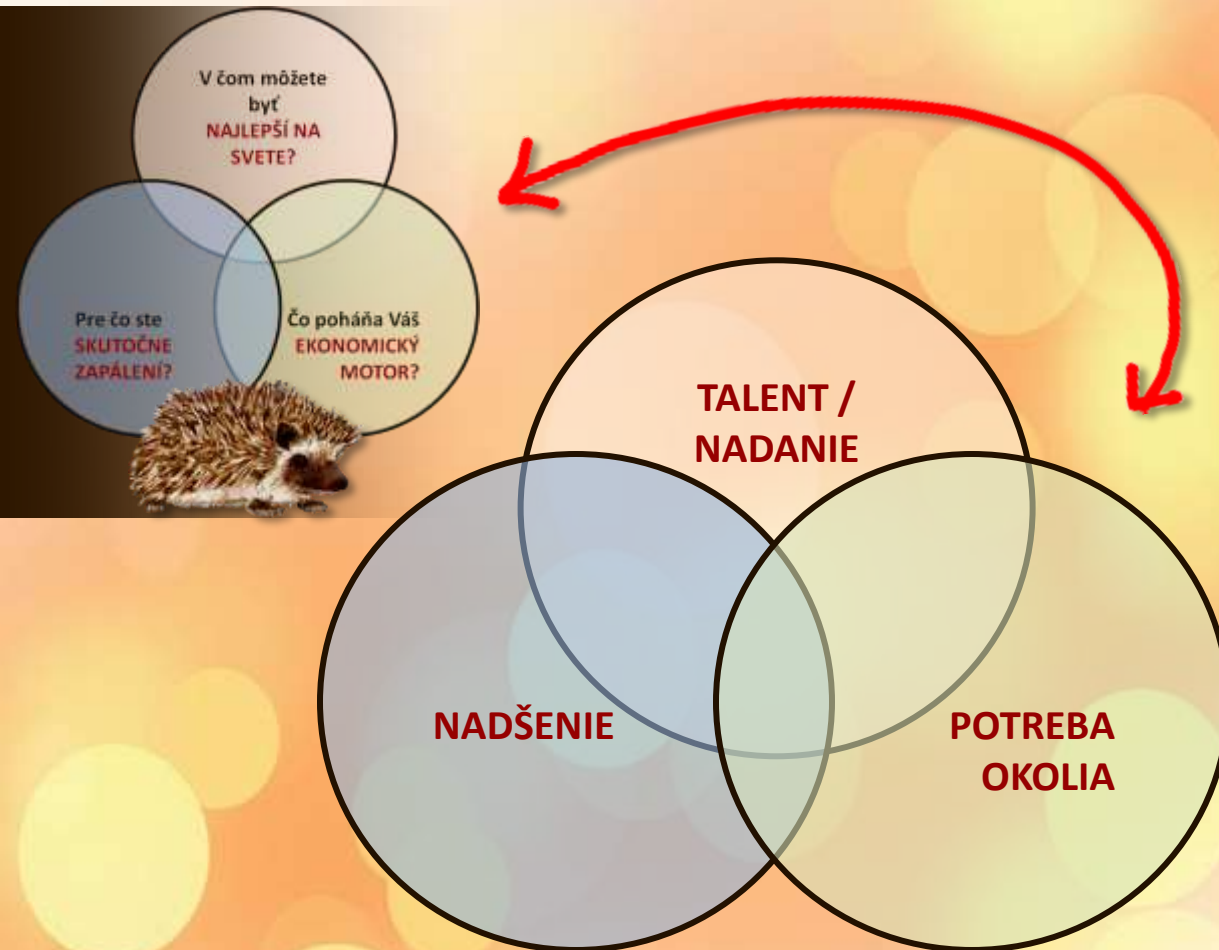 V čom môžete
byť
NAJLEPŠÍ NA
SVETE?
Pre čo ste
SKUTOČNE
ZAPÁLENÍ?
Čo poháňa Váš
EKONOMICKÝ
MOTOR?
TALENT /
NADANIE
NADŠENIE
POTREBA
OKOLIA